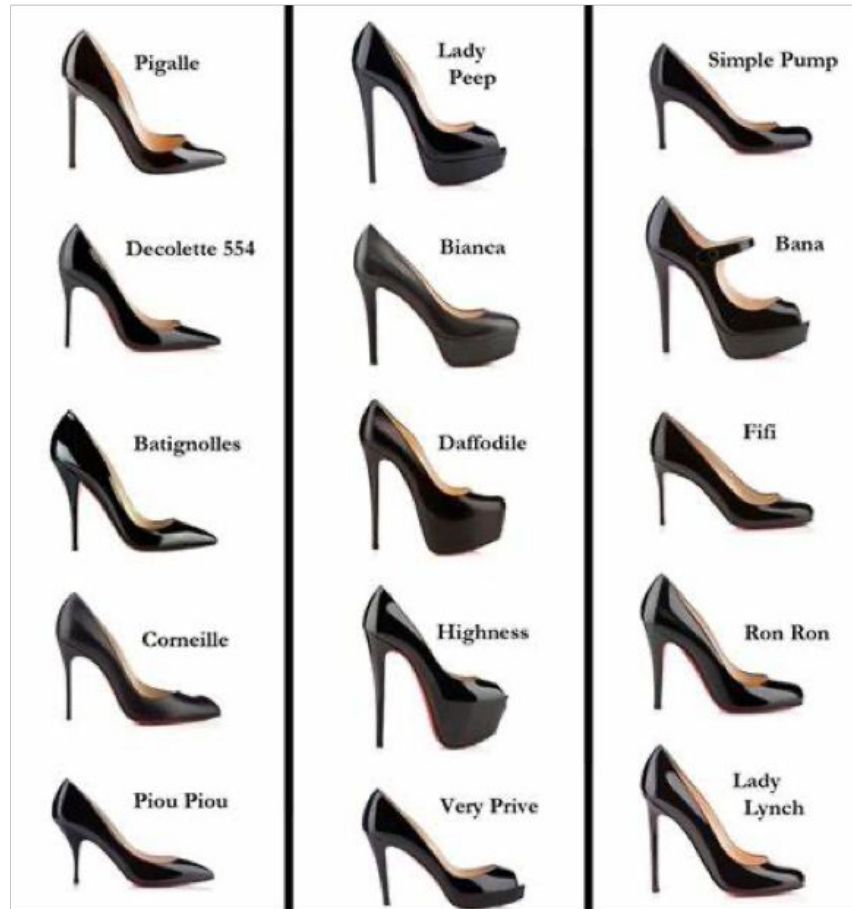 Pigalle
Decolette 554
Batignolles
Corneille
Piou Piou
Lady
Peep
Bianca
Daffodile
Highness
Very Prive
Simple Pump
Bana
Fifi
Ron Ron
Lady
Lynch